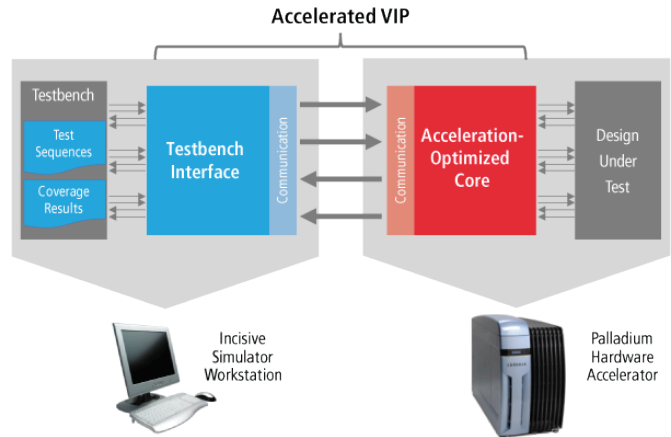 Accelerated VIP
Testbench
Test
Sequences
Coverage
Results
Testbench
Interface
Communication
Communication
Acceleration-
Optimized
Core
Design
Under
Test
Incisive
Simulator
Workstation
Palladium
Hardware
Accelerator